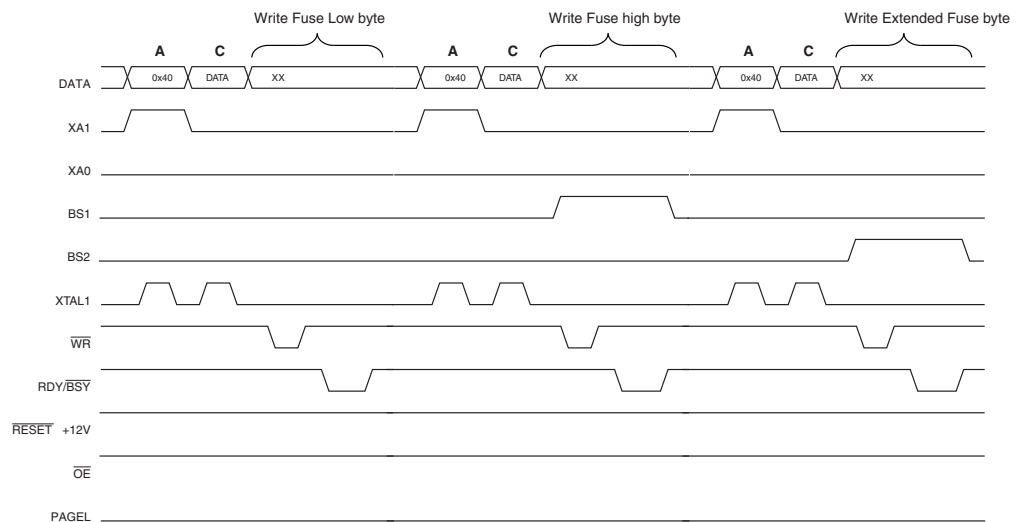 Write Fuse Low byte Write Fuse high byte Write Extended Fuse byte
A C A C A C
DATA 0x40 DATA XX 0x40 DATA XX 0x40 DATA XX
XA1
XA0
BS1
BS2
XTAL1
WR
RDY/BSY
RESET +12V
OE
PAGEL